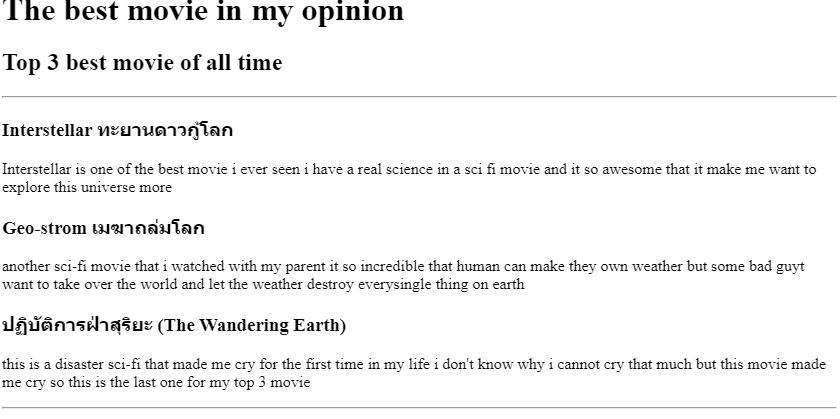 The best movie in my opinion
Top 3 best movie of all time
Interstellar ทะยานดาวกู้โลก
Interstellar is one of the best movie i ever seen i have a real science in a sci fi movie and it so awesome that it make me want to
explore this universe more
Geo-strom เมฆาถล่มโลก
another sci-fi movie that i watched with my parent it so incredible that human can make they own weather but some bad guyt
want to take over the world and let the weather destroy everysingle thing on earth
ปฏิบัติการฝ่าสุริยะ (The Wandering Earth)
this is a disaster sci-fi that made me cry for the first time in my life i don't know why i cannot cry that much but this movie made
me cry so this is the last one for my top 3 movie